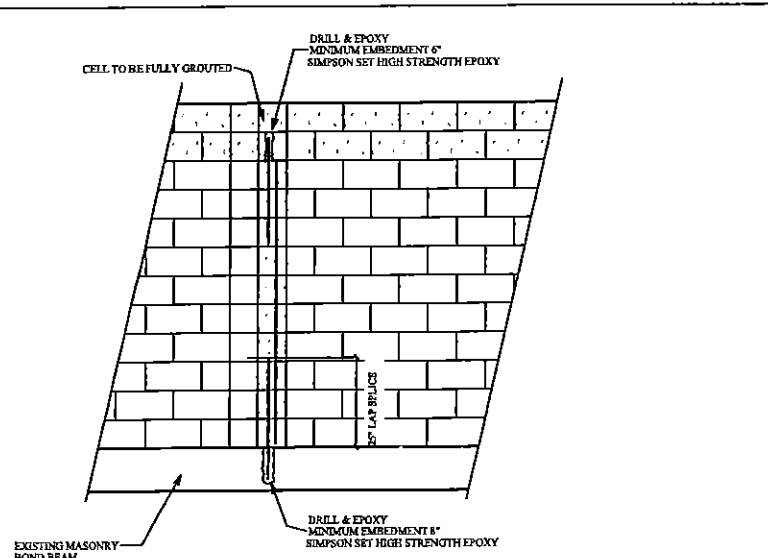 DRILL & EPOXY
MINIMUM EMBEDMENT 6"
SIMPSON SET HIGH STRENGTH EPOXY
CELL TO BE FULLY GROUTED
25" LAP SPLICE
DRILL & EPOXY
MINIMUM EMBEDMENT 8"
SIMPSON SET HIGH STRENGTH EPOXY
EXISTING MASONRY
BOND BEAM